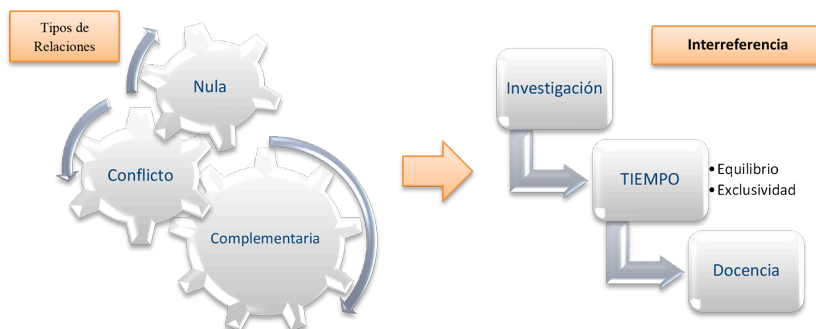 Tipos de
Relaciones
Nula
Conflicto
Complementaria
Interreferencia
Investigación
TIEMPO
• Equilibrio
• Exclusividad
Docencia